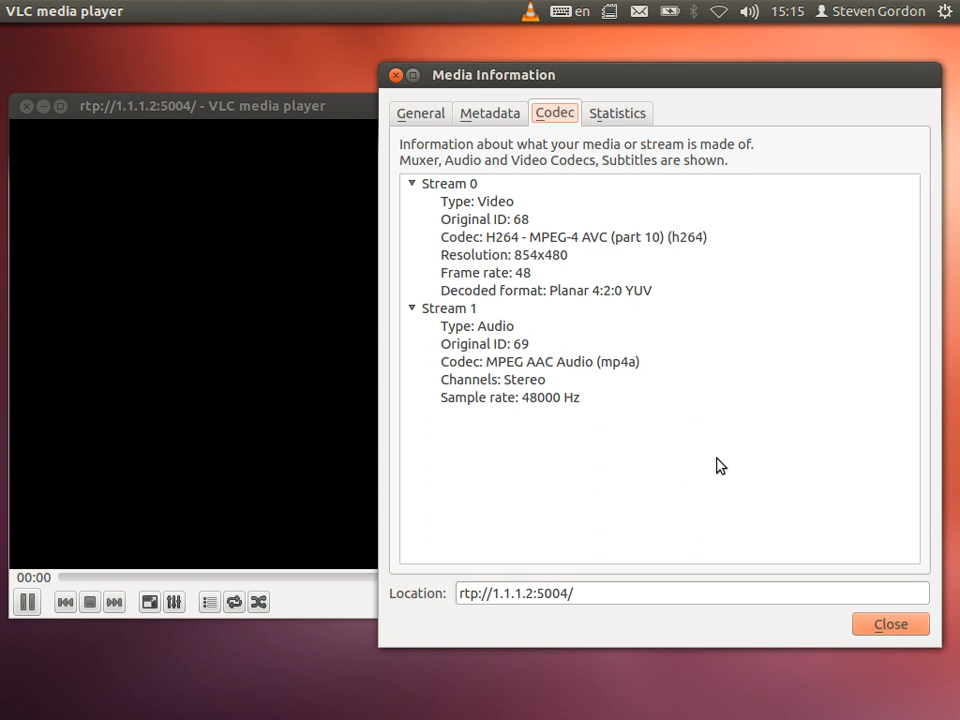 VLC media player
en
15:15
Steven Gordon
rtp://1.1.1.2:5004/ - VLC media player
00:00
Media Information
General
Metadata
Codec
Statistics
Information about what your media or stream is made of.
Muxer, Audio and Video Codecs, Subtitles are shown.
Stream 0
Type: Video
Original ID: 68
Codec: H264 - MPEG-4 AVC (part 10) (h264)
Resolution: 854x480
Frame rate: 48
Decoded format: Planar 4:2:0 YUV
Stream 1
Type: Audio
Original ID: 69
Codec: MPEG AAC Audio (mp4a)
Channels: Stereo
Sample rate: 48000 Hz
Location: rtp://1.1.1.2:5004/
Close